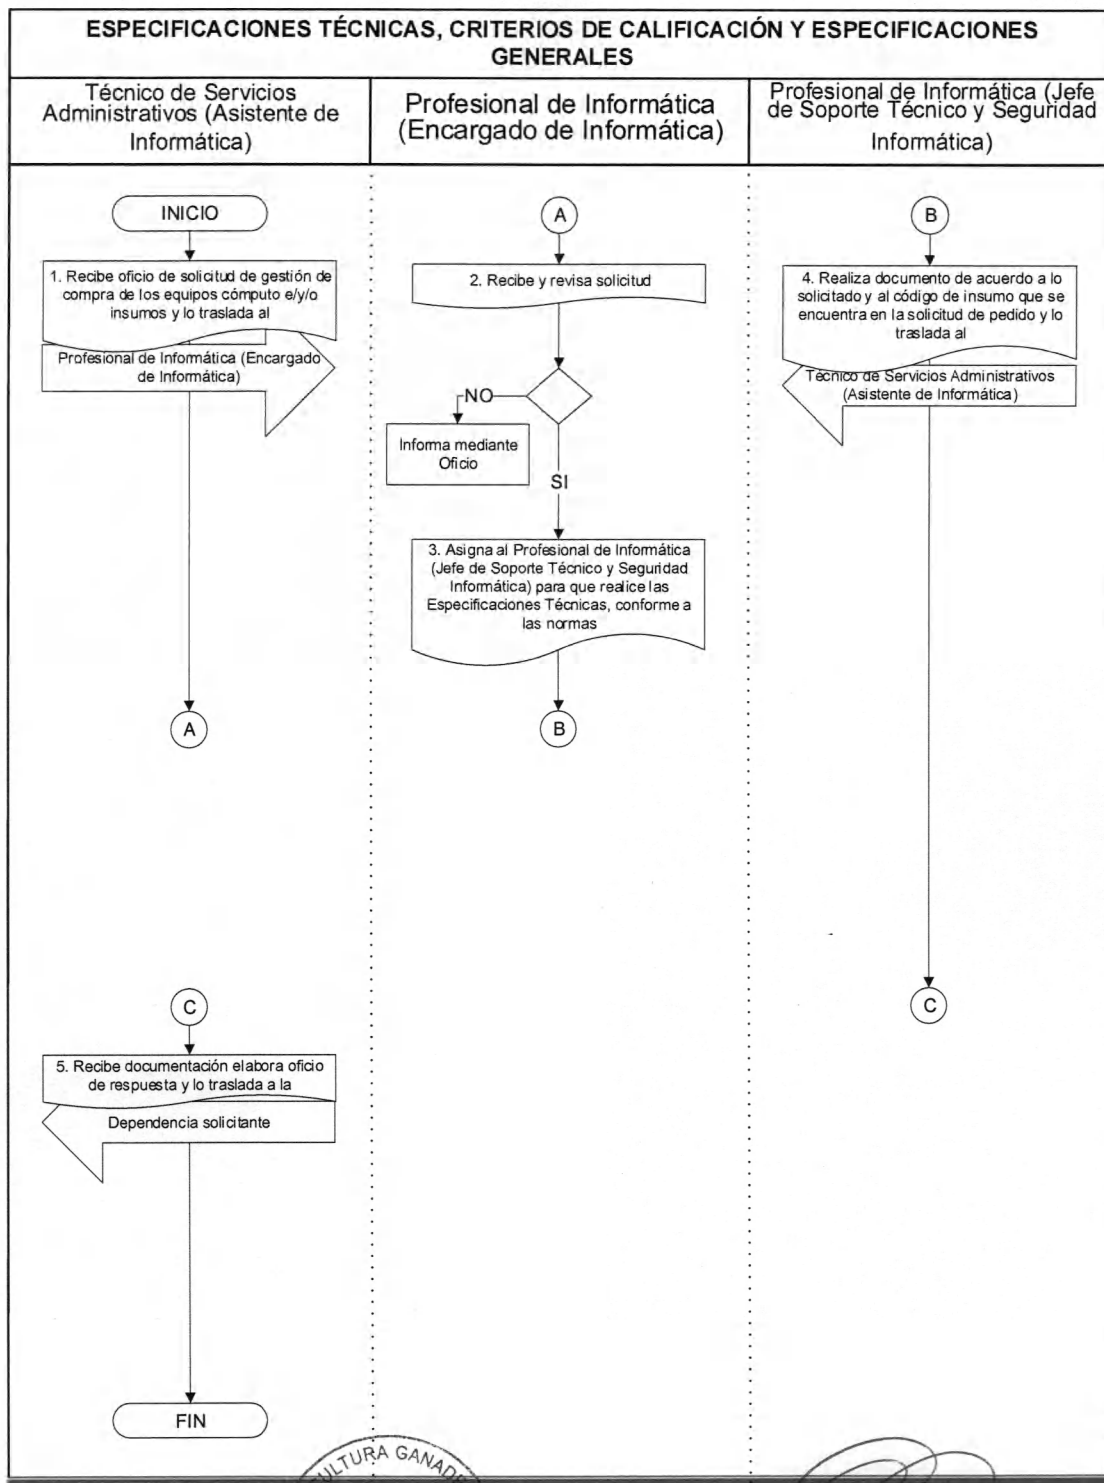 ESPECIFICACIONES TÉCNICAS, CRITERIOS DE CALIFICACIÓN Y ESPECIFICACIONES
GENERALES
Técnico de Servicios
Administrativos (Asistente de
Informática)
Profesional de Informática
(Encargado de Informática)
Profesional de Informática (Jefe
de Soporte Técnico y Seguridad
Informática)
INICIO
1. Recibe oficio de solicitud de gestión de
compra de los equipos cómputo e/y/o
insumos y lo traslada al
Profesional de Informática (Encargado
de Informática)
A
A
2. Recibe y revisa solicitud
NO
Informa mediante
Oficio
SI
3. Asigna al Profesional de Informática
(Jefe de Soporte Técnico y Seguridad
Informática) para que realice las
Especificaciones Técnicas, conforme a
las normas
B
B
4. Realiza documento de acuerdo a lo
solicitado y al código de insumo que se
encuentra en la solicitud de pedido y lo
traslada al
Técnico de Servicios Administrativos
(Asistente de Informática)
C
C
5. Recibe documentación elabora oficio
de respuesta y lo traslada a la
Dependencia solicitante
FIN